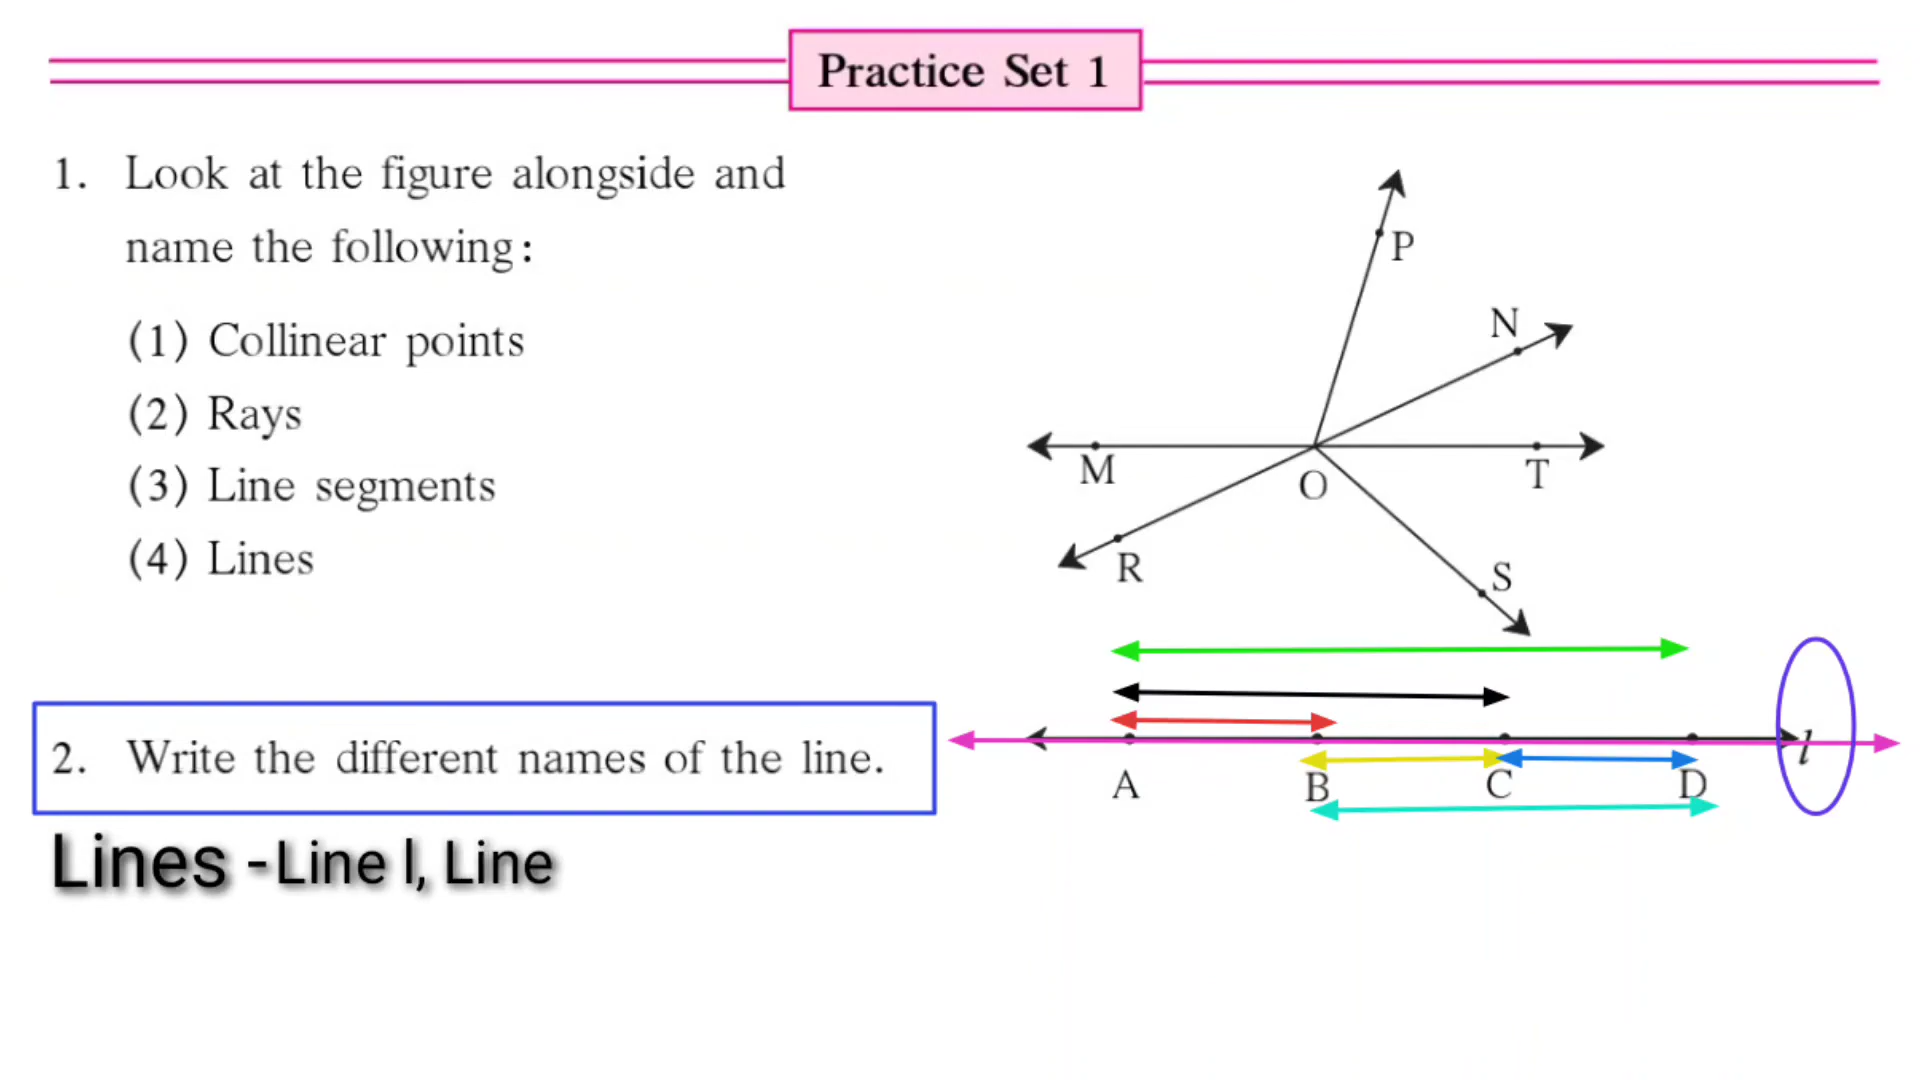 Practice Set 1
1. Look at the figure alongside and
name the following:
(1) Collinear points
(2) Rays
(3) Line segments
(4) Lines
P
N
M
O
T
R
S
2. Write the different names of the line.
l
A B C D
Lines - Line l, Line